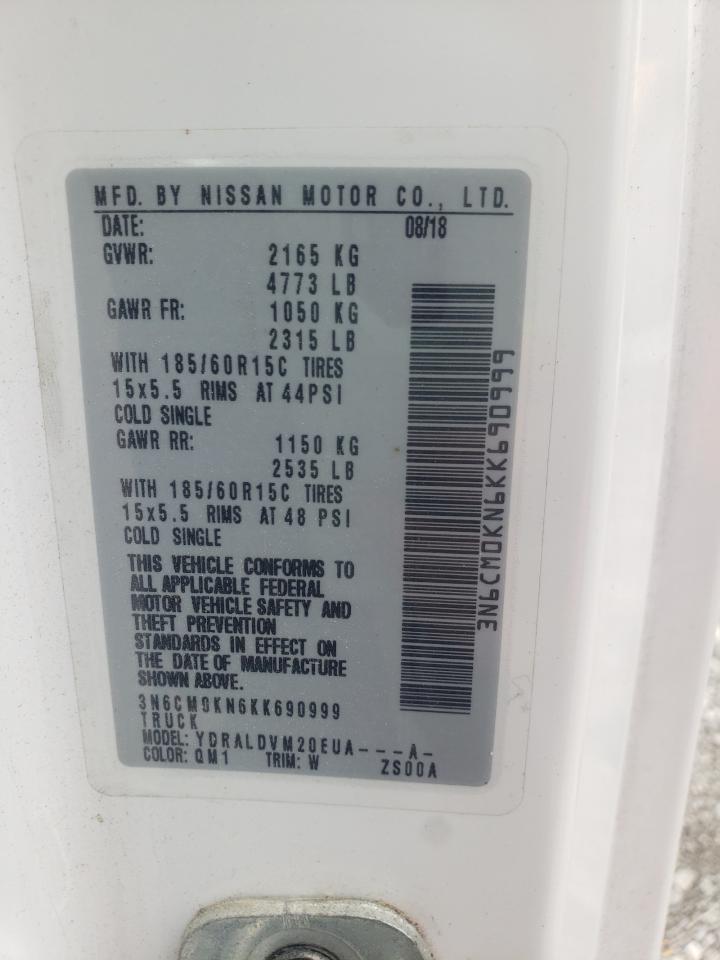 MFD. BY NISSAN MOTOR CO., LTD.
DATE: 08/18
GVWR: 2165 KG
4773 LB
GAWR FR: 1050 KG
2315 LB
WITH 185/60R15C TIRES
15x5.5 RIMS AT 44PSI
COLD SINGLE
GAWR RR: 1150 KG
2535 LB
WITH 185/60R15C TIRES
15x5.5 RIMS AT 48 PSI
COLD SINGLE
THIS VEHICLE CONFORMS TO
ALL APPLICABLE FEDERAL
MOTOR VEHICLE SAFETY AND
THEFT PREVENTION
STANDARDS IN EFFECT ON
THE DATE OF MANUFACTURE
SHOWN ABOVE.
3N6CM0KN6KK690999
TRUCK
MODEL: YDRALDVM20EUA---A-
COLOR: QM1 TRIM: W ZS00A
3N6CM0KN6KK690999